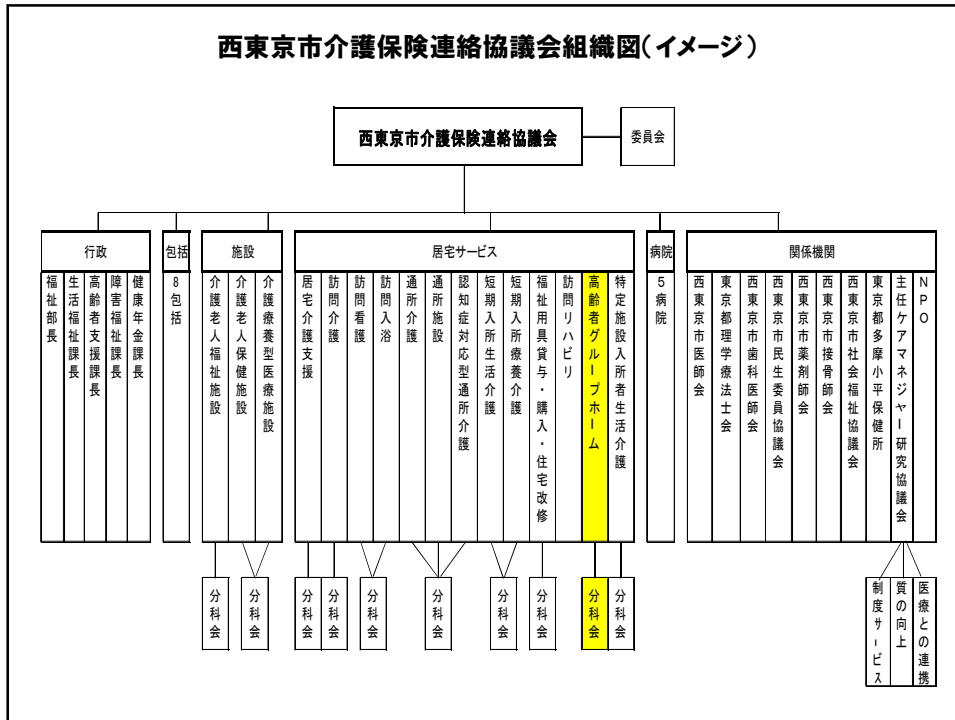 西東京市介護保険連絡協議会組織図(イメージ)
西東京市介護保険連絡協議会
委員会
行政
包括
施設
居宅サービス
病院
関係機関
福祉部長
生活福祉課長
高齢者支援課長
障害福祉課長
健康年金課長
8包括
介護老人福祉施設
介護老人保健施設
介護療養型医療施設
居宅介護支援
訪問介護
訪問看護
訪問入浴
通所介護
通所施設
認知症対応型通所介護
短期入所生活介護
短期入所療養介護
福祉用具貸与・購入・住宅改修
訪問リハビリ
高齢者グループホーム
特定施設入所者生活介護
5病院
西東京市医師会
東京都理学療法士会
西東京市歯科医師会
西東京市民生委員協議会
西東京市薬剤師会
西東京市接骨師会
西東京市社会福祉協議会
東京都多摩小平保健所
主任ケアマネジャー研究協議会
NPO
分科会
分科会
分科会
分科会
分科会
分科会
分科会
分科会
分科会
分科会
制度サービス
質の向上
医療との連携